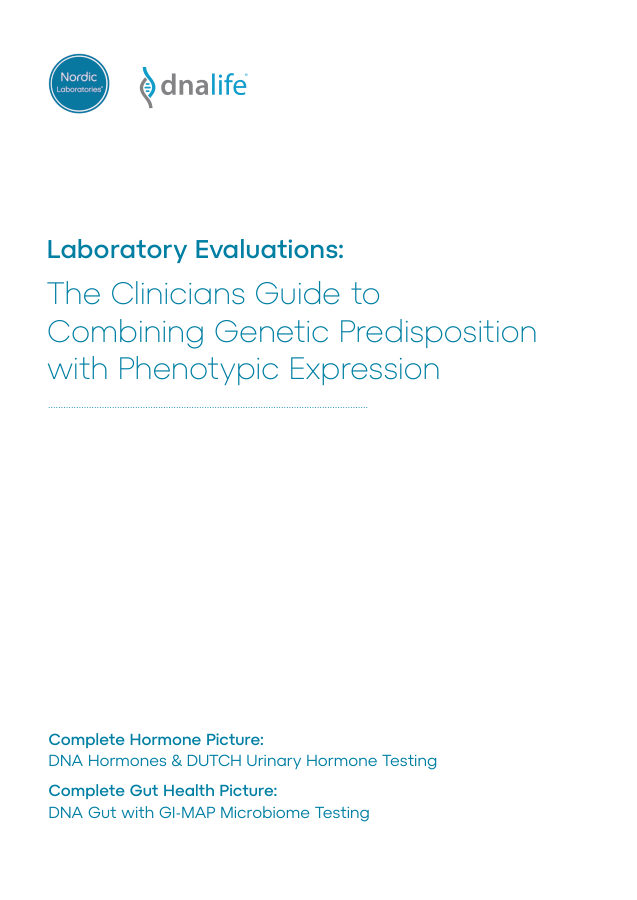 Nordic
Laboratories®
dnalife
Laboratory Evaluations:
The Clinicians Guide to
Combining Genetic Predisposition
with Phenotypic Expression
Complete Hormone Picture:
DNA Hormones & DUTCH Urinary Hormone Testing
Complete Gut Health Picture:
DNA Gut with GI-MAP Microbiome Testing